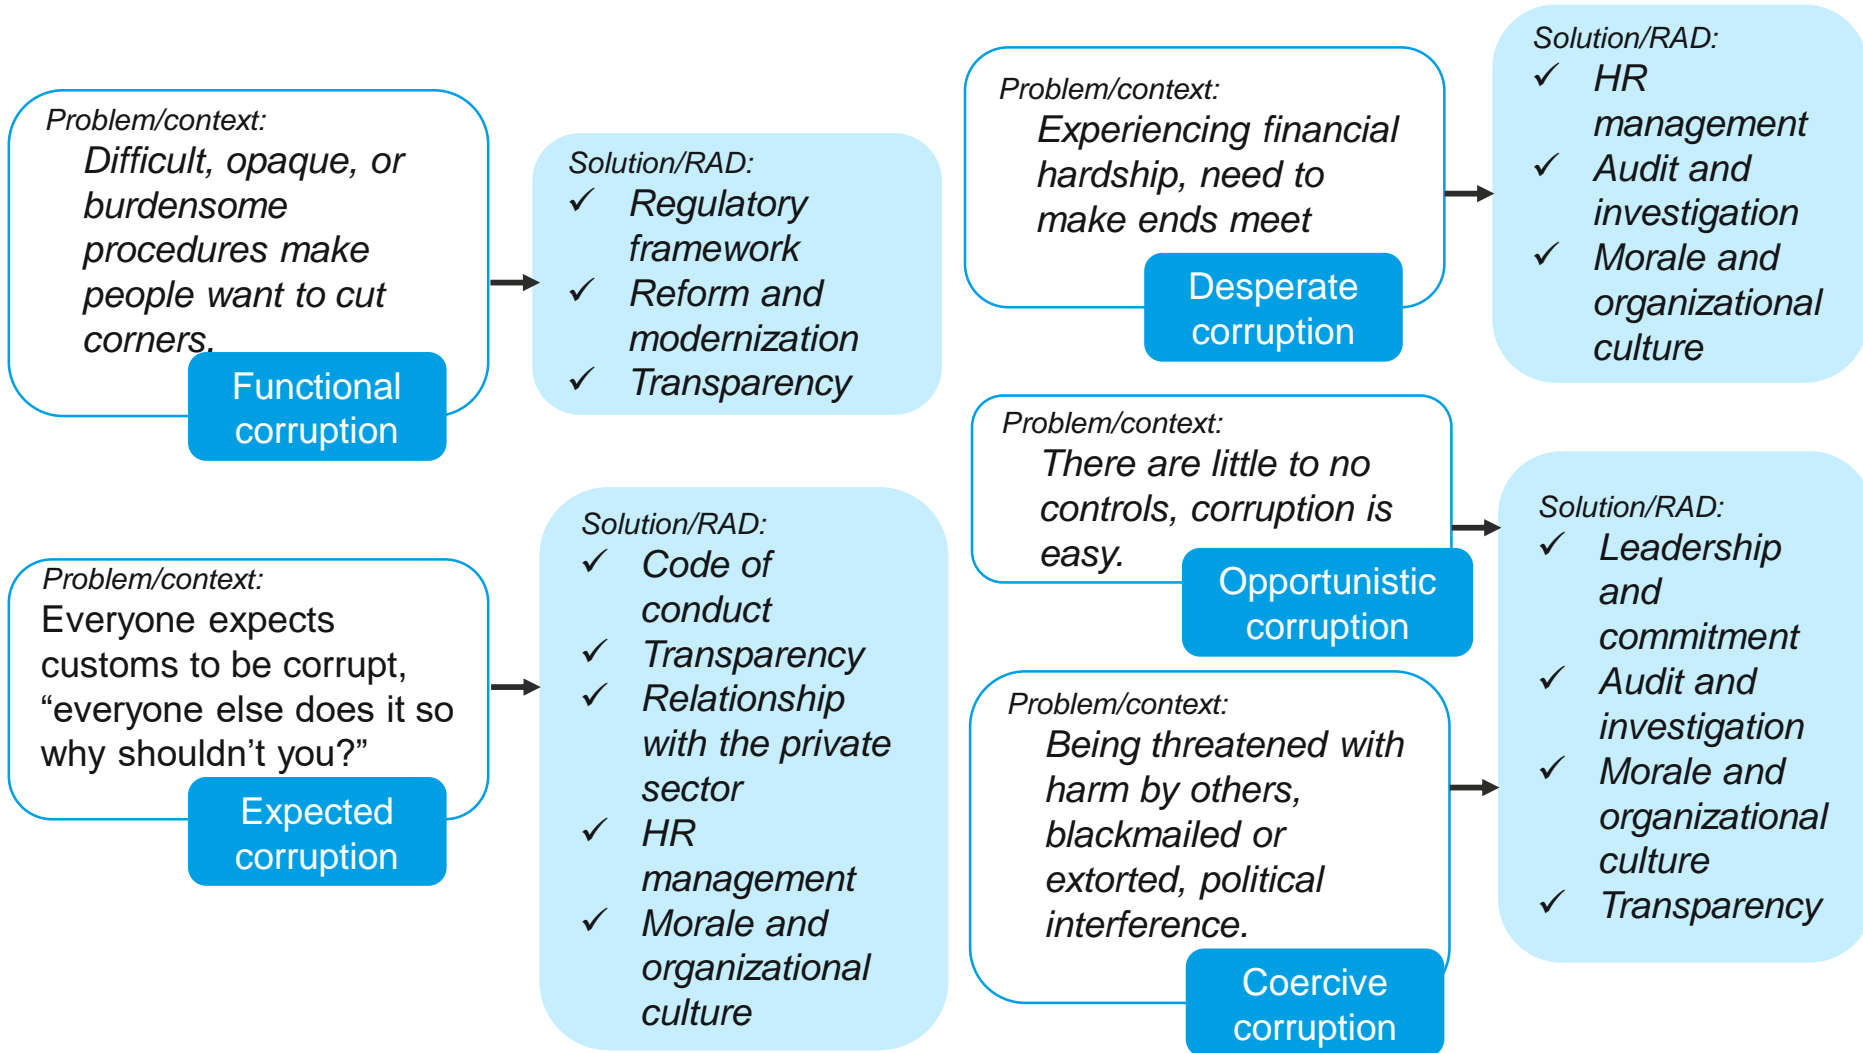 Problem/context:
Difficult, opaque, or
burdensome
procedures make
people want to cut
corners.
Functional
corruption
Solution/RAD:
✓ Regulatory
framework
✓ Reform and
modernization
✓ Transparency
Problem/context:
Everyone expects
customs to be corrupt,
“everyone else does it so
why shouldn’t you?”
Expected
corruption
Solution/RAD:
✓ Code of
conduct
✓ Transparency
✓ Relationship
with the private
sector
✓ HR
management
✓ Morale and
organizational
culture
Problem/context:
Experiencing financial
hardship, need to
make ends meet
Desperate
corruption
Solution/RAD:
✓ HR
management
✓ Audit and
investigation
✓ Morale and
organizational
culture
Problem/context:
There are little to no
controls, corruption is
easy.
Opportunistic
corruption
Problem/context:
Being threatened with
harm by others,
blackmailed or
extorted, political
interference.
Coercive
corruption
Solution/RAD:
✓ Leadership
and
commitment
✓ Audit and
investigation
✓ Morale and
organizational
culture
✓ Transparency